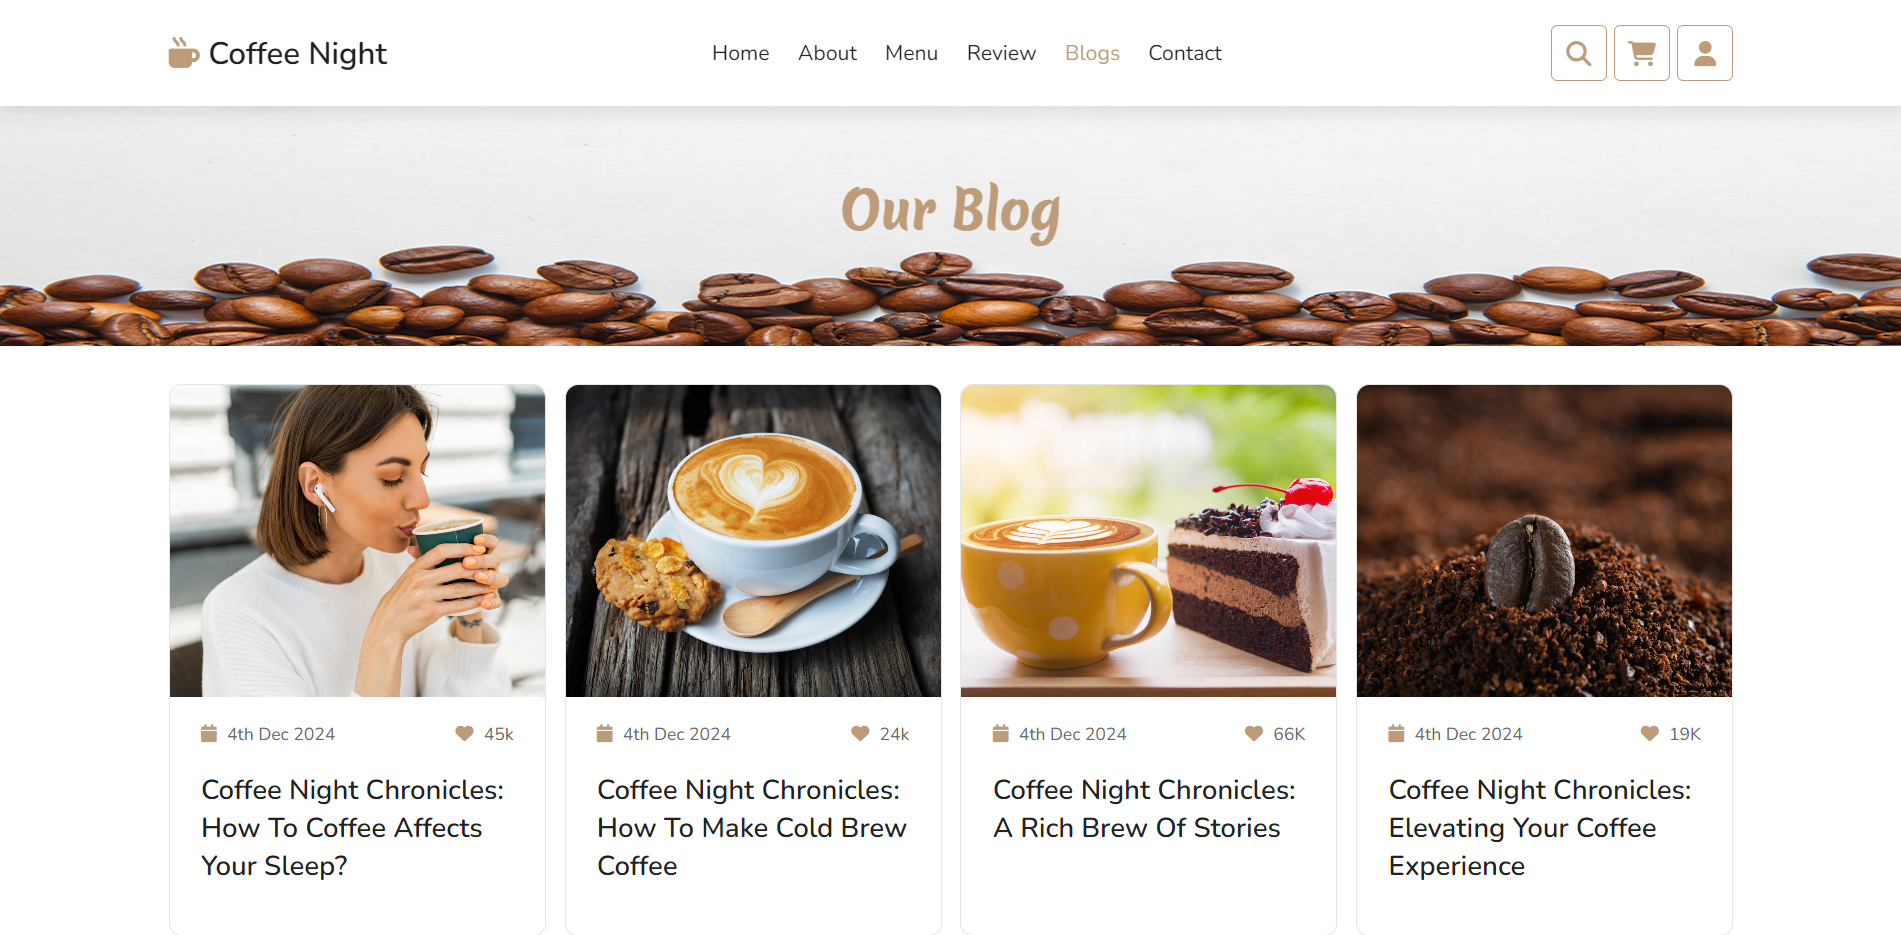 Coffee Night
Home About Menu Review Blogs Contact
Our Blog
4th Dec 2024 45k
Coffee Night Chronicles:
How To Coffee Affects
Your Sleep?
4th Dec 2024 24k
Coffee Night Chronicles:
How To Make Cold Brew
Coffee
4th Dec 2024 66K
Coffee Night Chronicles:
A Rich Brew Of Stories
4th Dec 2024 19K
Coffee Night Chronicles:
Elevating Your Coffee
Experience